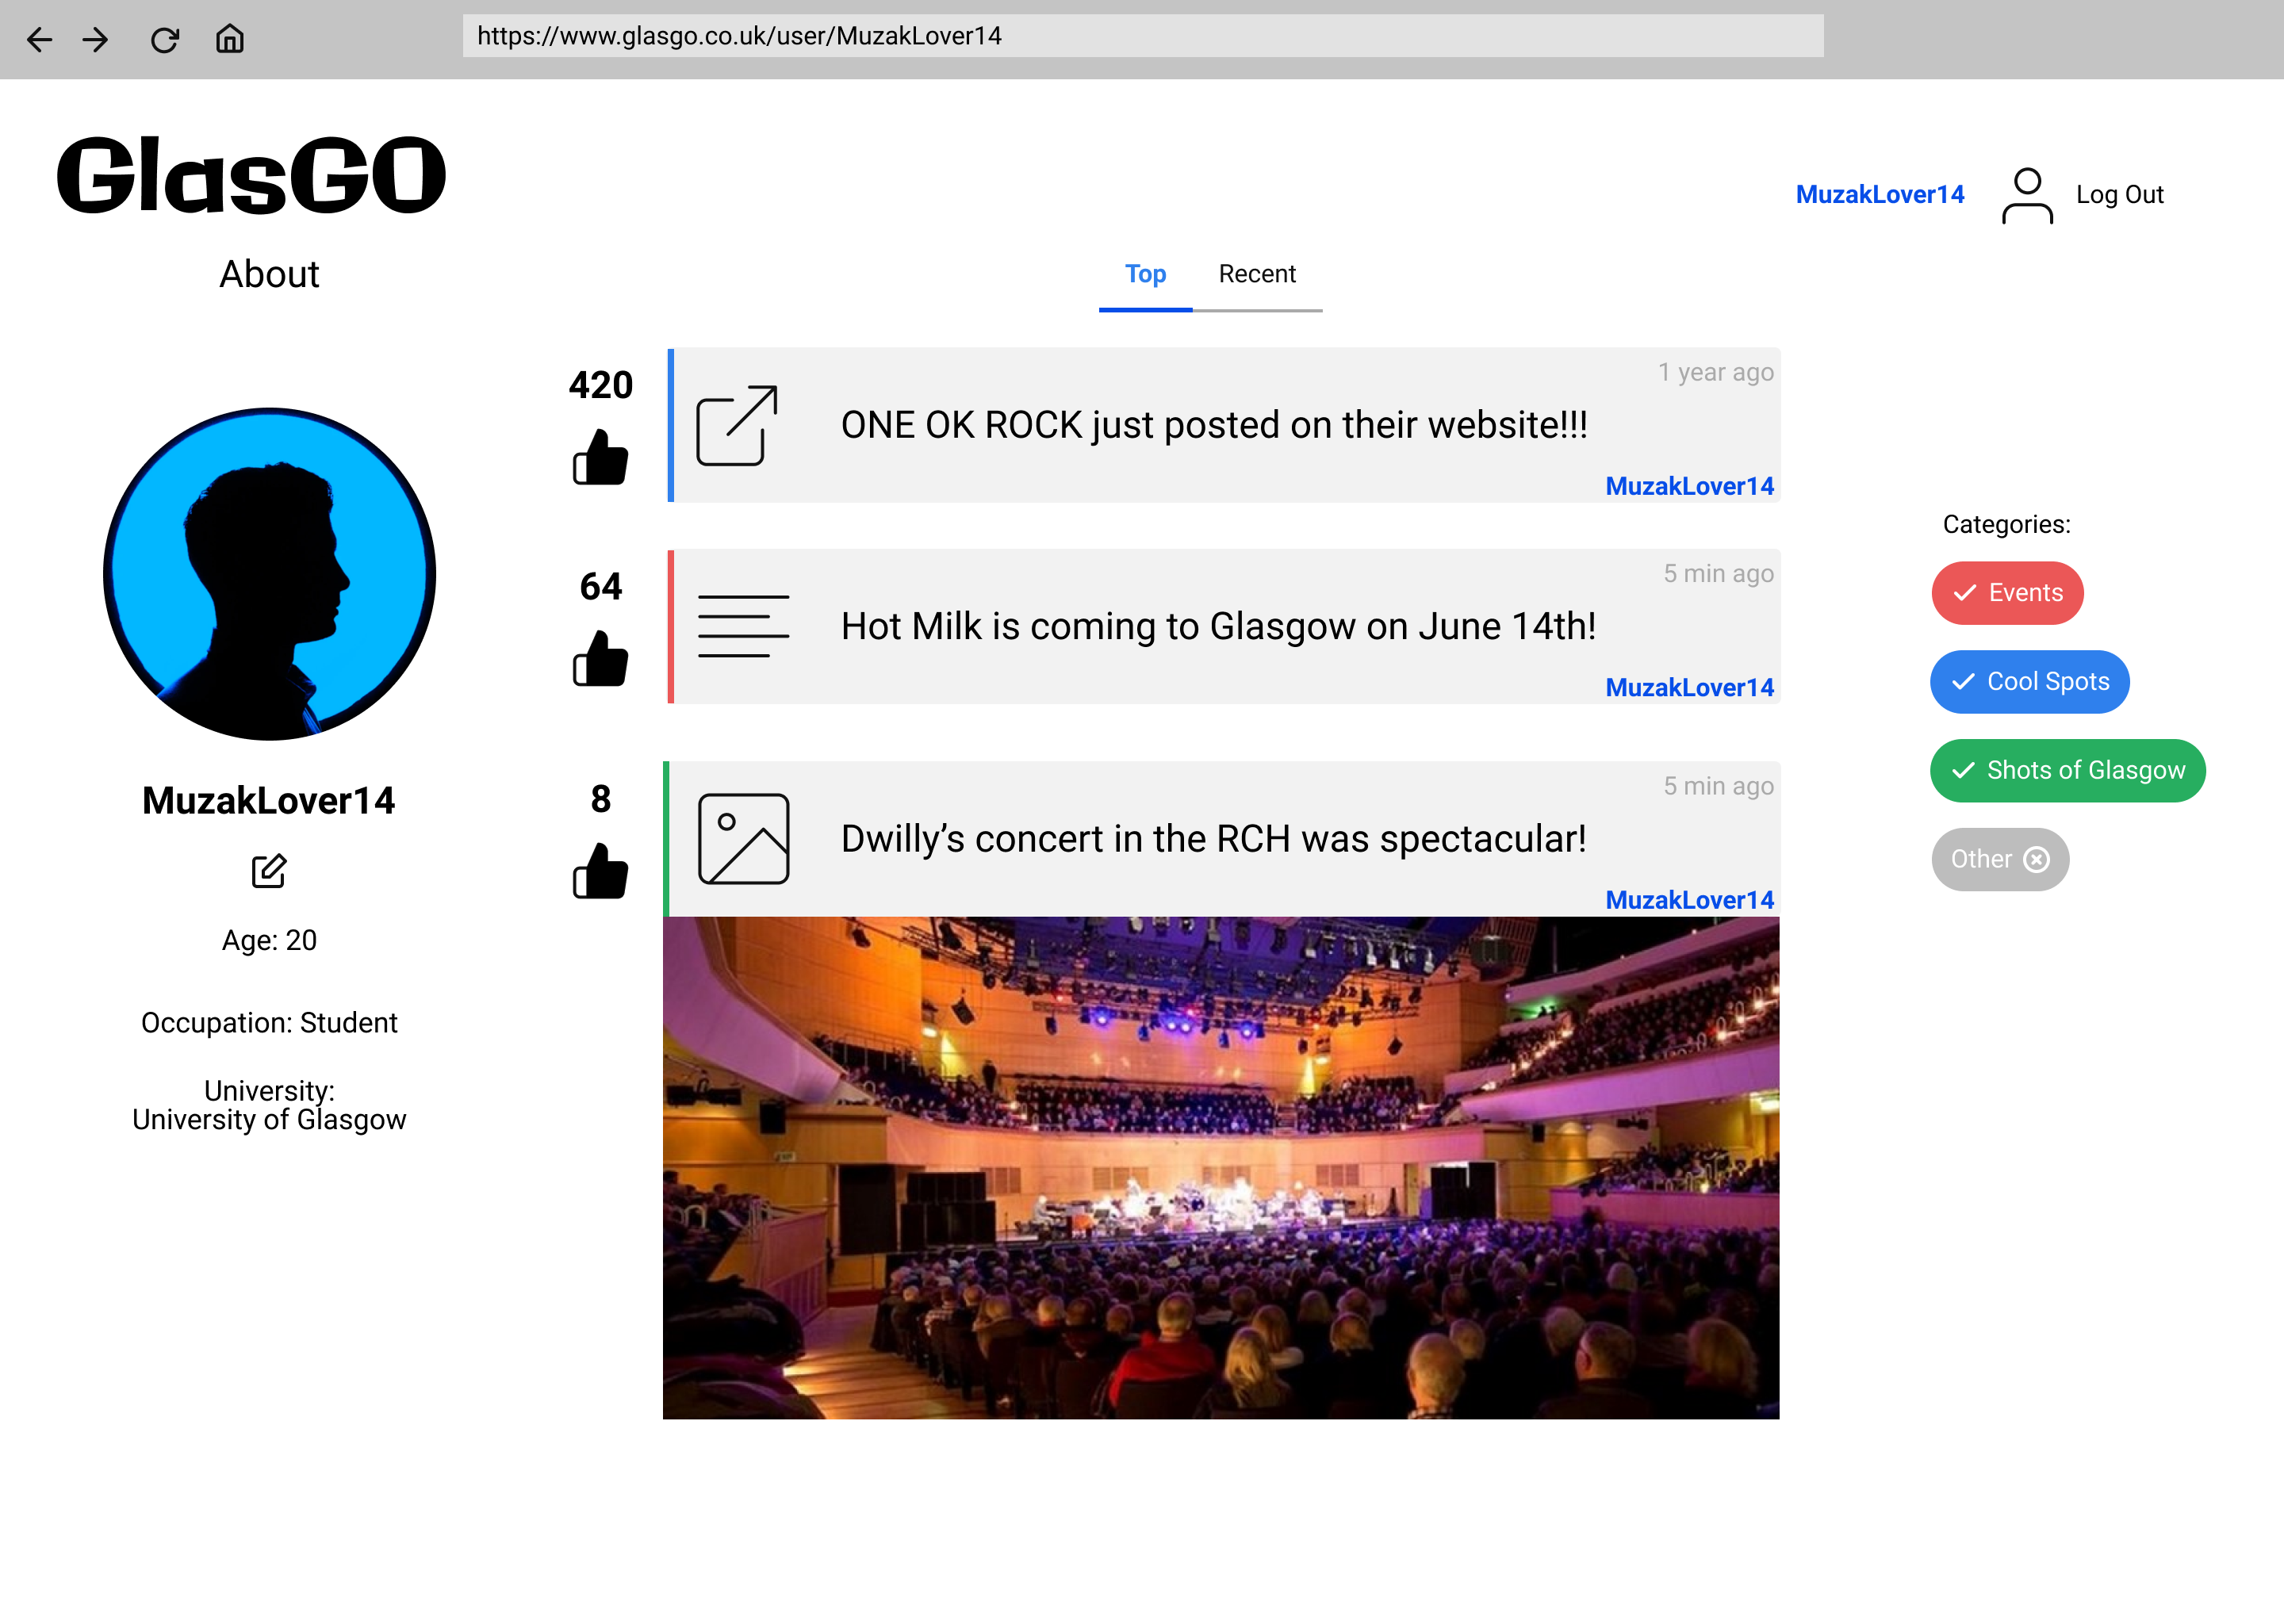 https://www.glasgo.co.uk/user/MuzakLover14
GlasGO
MuzakLover14
Log Out
About
Top
Recent
420
1 year ago
ONE OK ROCK just posted on their website!!!
MuzakLover14
64
5 min ago
Hot Milk is coming to Glasgow on June 14th!
MuzakLover14
8
5 min ago
Dwilly’s concert in the RCH was spectacular!
MuzakLover14
MuzakLover14
Age: 20
Occupation: Student
University:
University of Glasgow
Categories:
Events
Cool Spots
Shots of Glasgow
Other